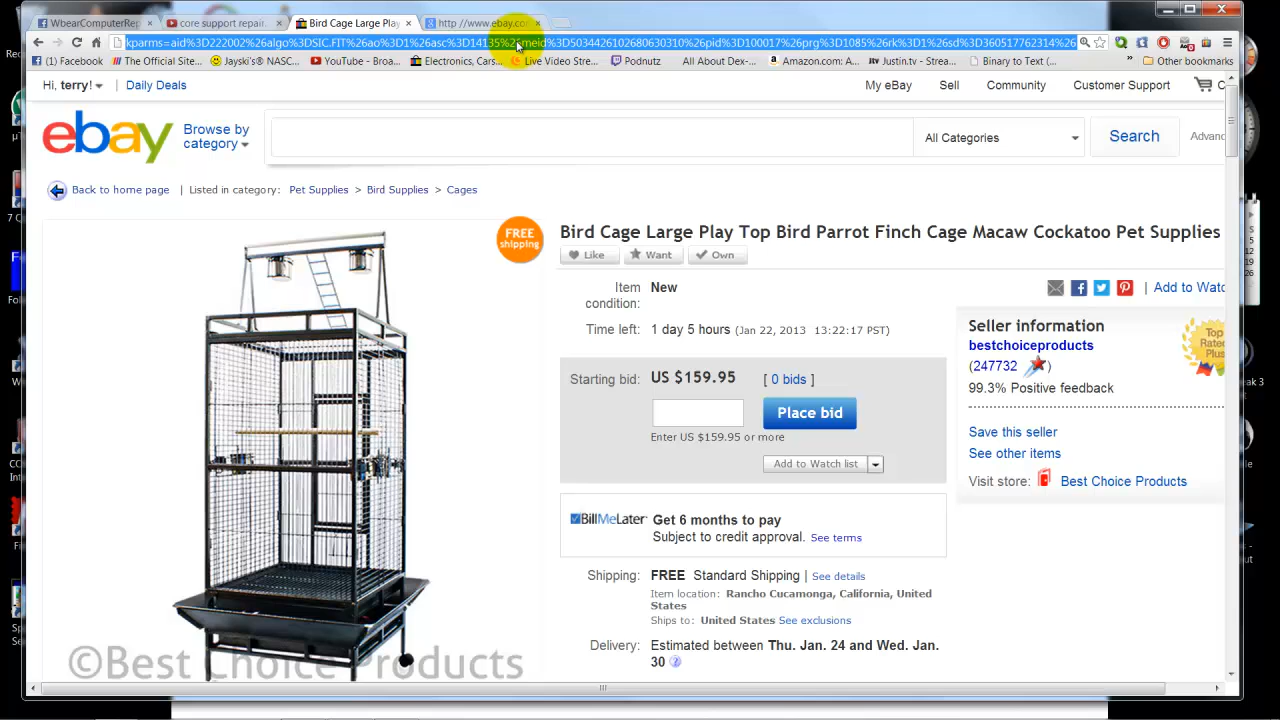 WbearComputerRep
core support repair.
Bird Cage Large Play
http://www.ebay.co
kparms=aid%3D222002%26algo%3DSIC.FIT%26ao%3D1%26asc%3D14135%26meid%3D5034426102680630310%26pid%3D100017%26prg%3D1085%26rk%3D1%26sd%3D360517762314%26
(1) Facebook
The Official Site...
Jayski's® NASC...
YouTube - Broa...
Electronics, Cars...
Live Video Stre...
Podnutz
All About Dex-...
Amazon.com: A...
Justin.tv - Strea...
Binary to Text (...
»
Other bookmarks
Hi, terry!
Daily Deals
My eBay
Sell
Community
Customer Support
C
ebay
Browse by
category
All Categories
Search
Advanc
Back to home page | Listed in category: Pet Supplies > Bird Supplies > Cages
FREE
shipping
Bird Cage Large Play Top Bird Parrot Finch Cage Macaw Cockatoo Pet Supplies
Like
Want
Own
Item
condition:
New
| Add to Watc
Time left: 1 day 5 hours (Jan 22, 2013 13:22:17 PST)
Starting bid: US $159.95 [ 0 bids ]
Place bid
Enter US $159.95 or more
Add to Watch list
BillMeLater
Get 6 months to pay
Subject to credit approval. See terms
Shipping: FREE Standard Shipping | See details
Item location: Rancho Cucamonga, California, United
States
Ships to: United States See exclusions
Delivery: Estimated between Thu. Jan. 24 and Wed. Jan.
30
Seller information
bestchoiceproducts
(247732 )
99.3% Positive feedback
Top
Rated
Plus
Save this seller
See other items
Visit store: Best Choice Products
©Best Choice Products